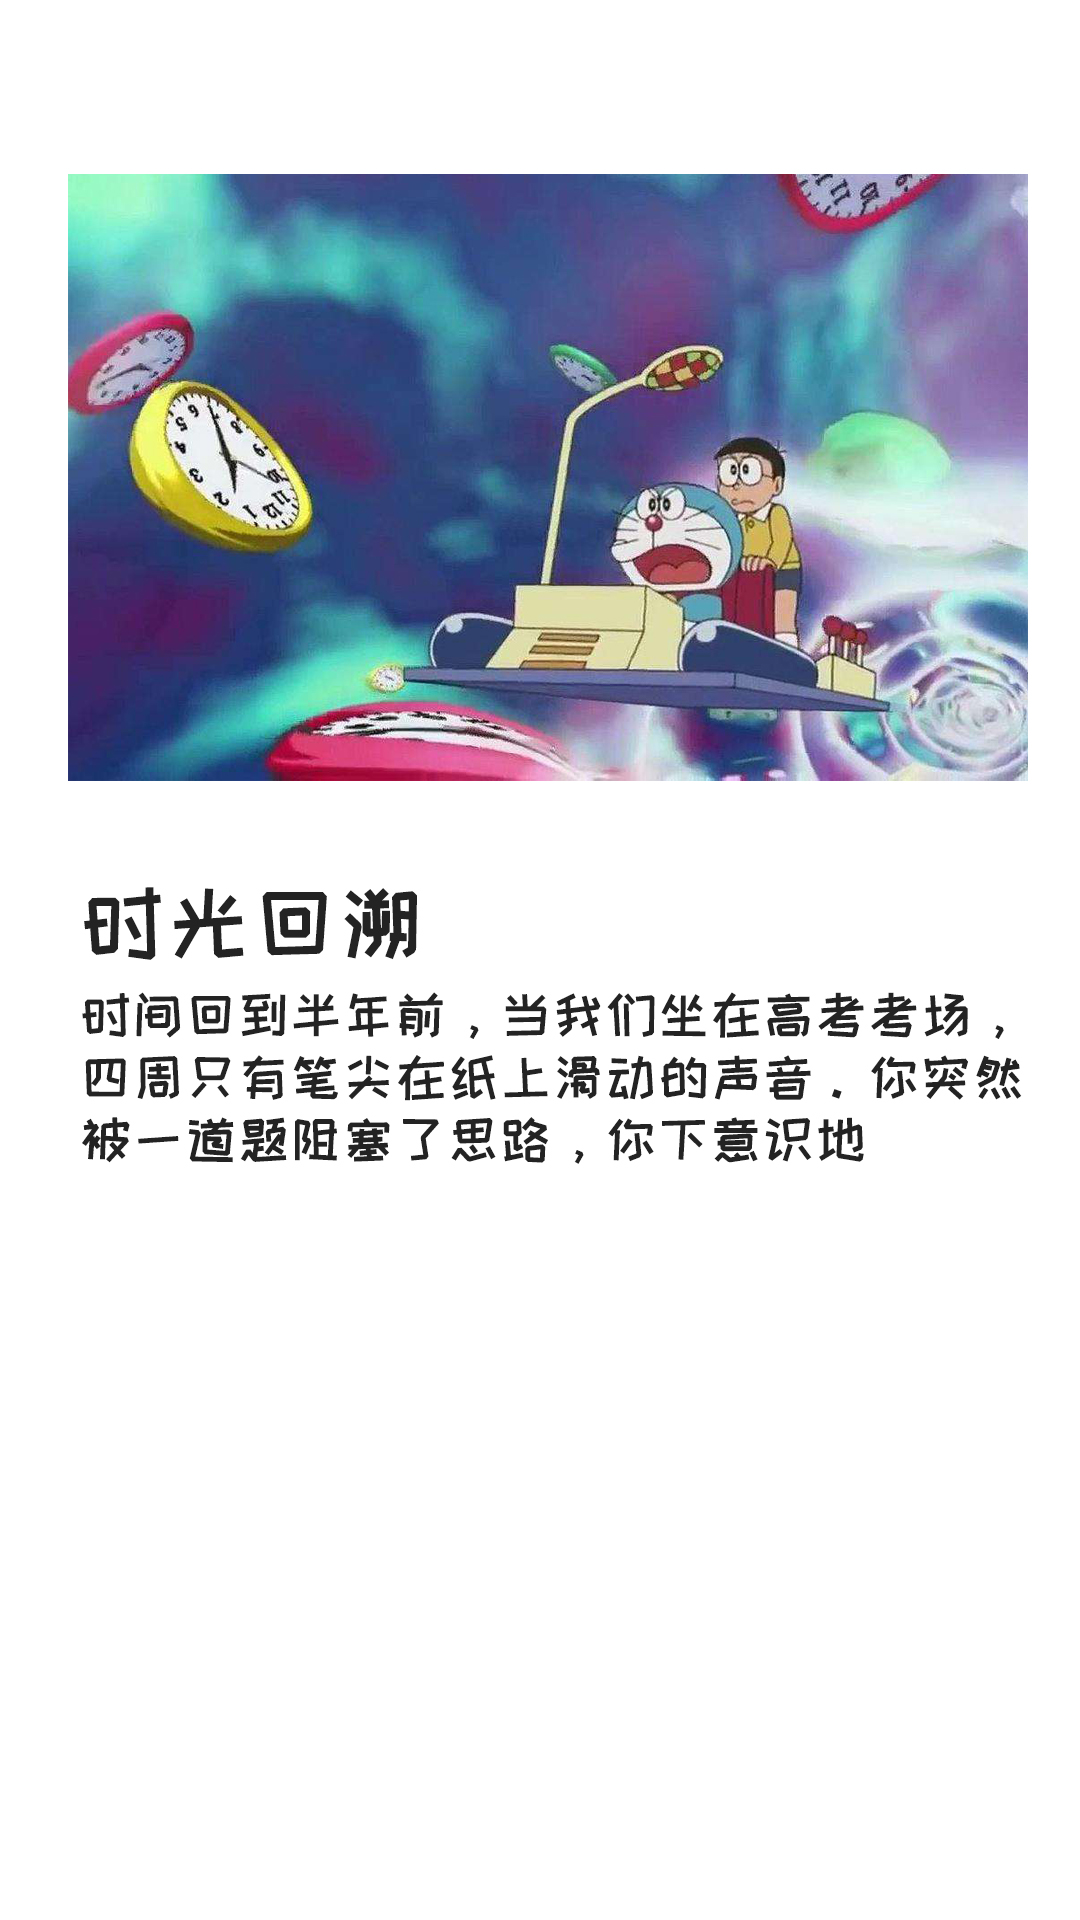 时光回溯
时间回到半年前，当我们坐在高考考场，
四周只有笔尖在纸上滑动的声音。你突然
被一道题阻塞了思路，你下意识地